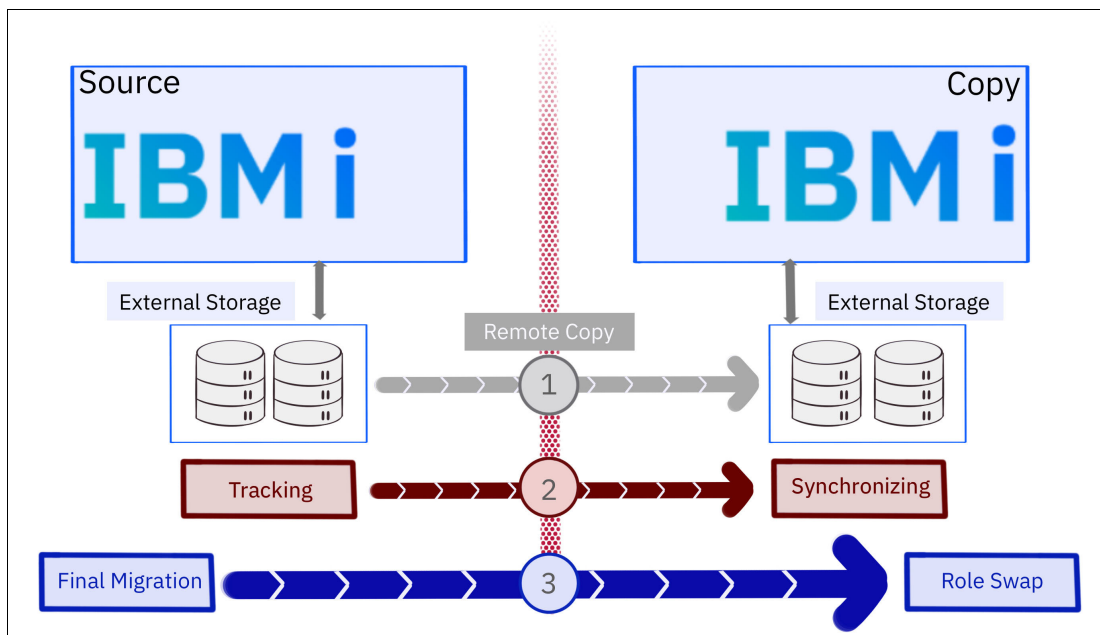 Source
Copy
IBM i
IBM i
External Storage
External Storage
Remote Copy
1
Tracking
2
Synchronizing
Final Migration
3
Role Swap